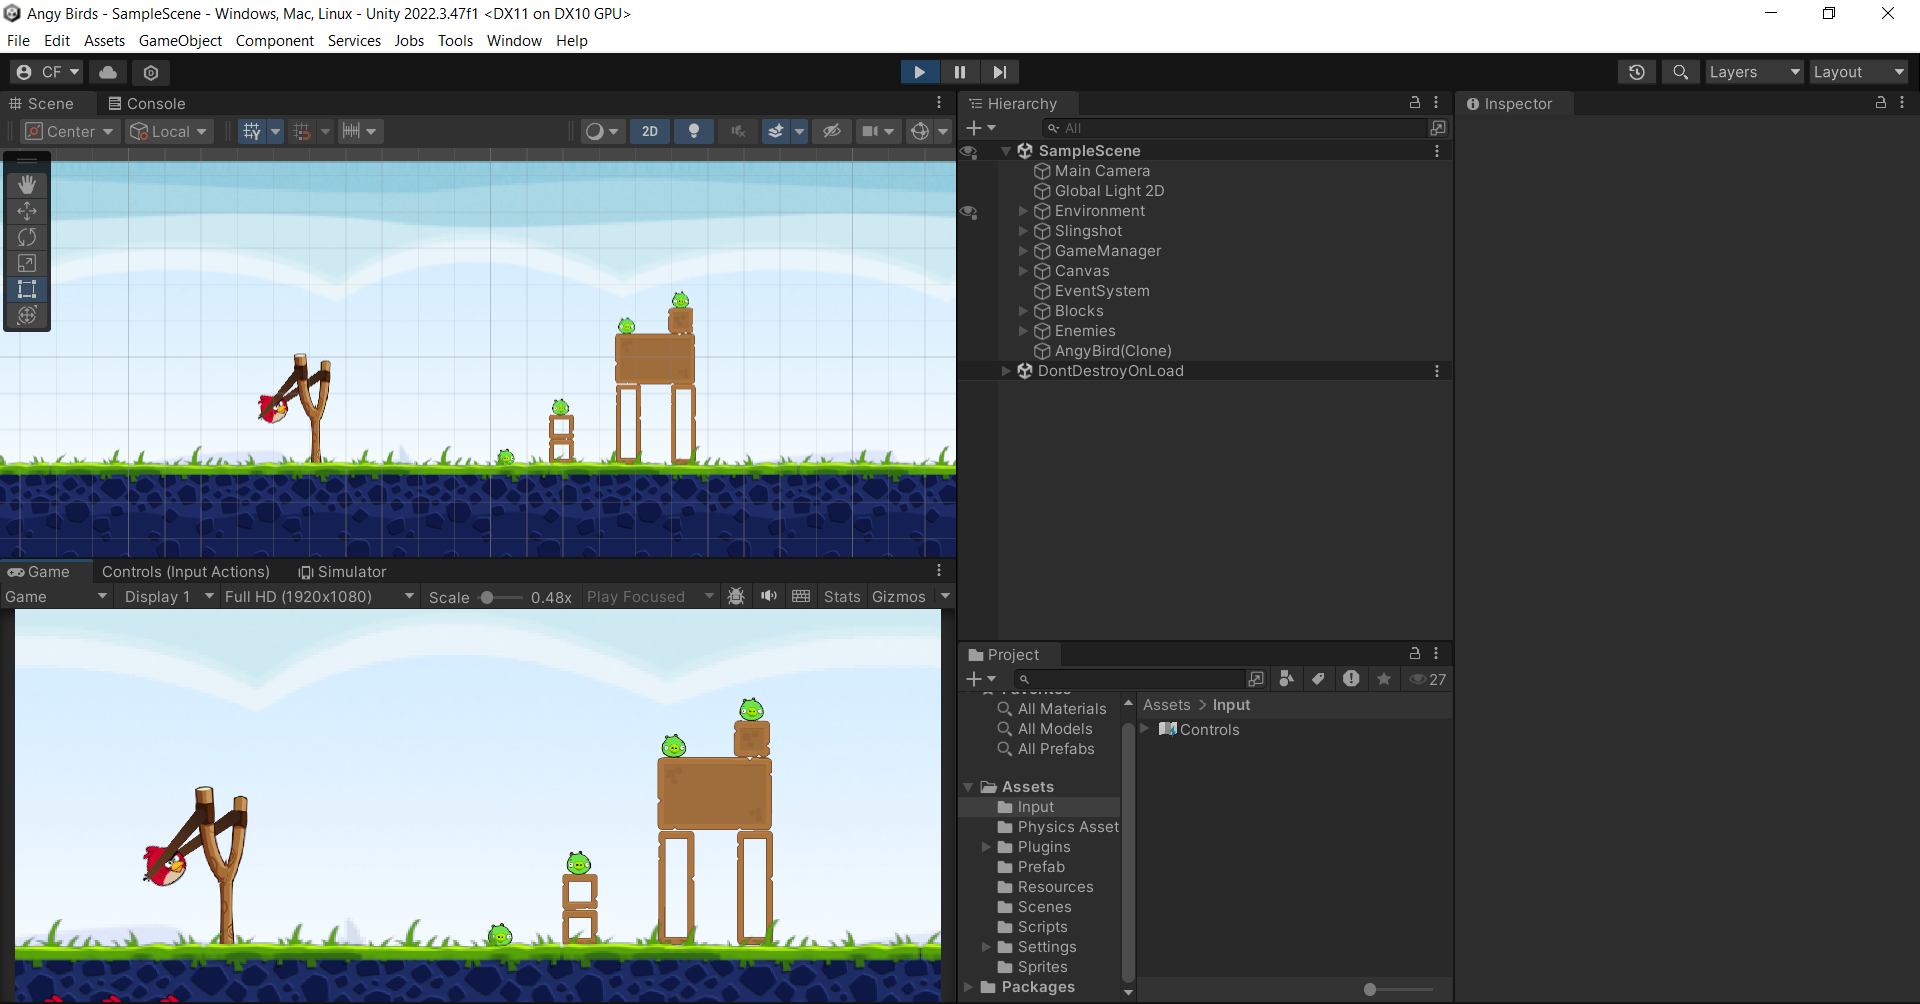 Angy Birds - SampleScene - Windows, Mac, Linux - Unity 2022.3.47f1 <DX11 on DX10 GPU>
File Edit Assets GameObject Component Services Jobs Tools Window Help
CF Layers Layout
Scene Console
Center Local 2D
Hierarchy
All
SampleScene
Main Camera
Global Light 2D
Environment
Slingshot
GameManager
Canvas
EventSystem
Blocks
Enemies
AngyBird(Clone)
DontDestroyOnLoad
Inspector
Game Controls (Input Actions) Simulator
Game Display 1 Full HD (1920x1080) Scale 0.48x Play Focused Stats Gizmos
Project
27
Favorites
All Materials
All Models
All Prefabs
Assets
Input
Physics Asset
Plugins
Prefab
Resources
Scenes
Scripts
Settings
Sprites
Packages
Assets > Input
Controls